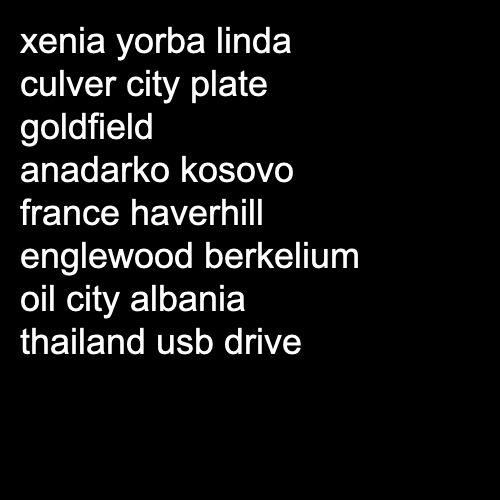 xenia yorba linda
culver city plate
goldfield
anadarko kosovo
france haverhill
englewood berkelium
oil city albania
thailand usb drive